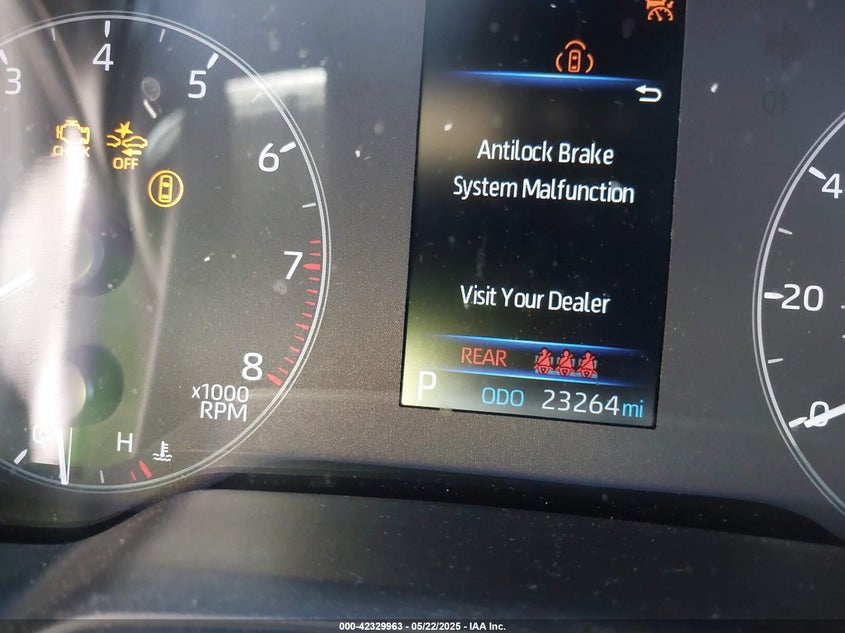 3
4
5
6
7
8
x1000
RPM
CHECK
OFF
C
H
Antilock Brake
System Malfunction
Visit Your Dealer
REAR
P
ODO 23264 mi
4
20
0
000-42329963 - 05/22/2025 - IAA Inc.